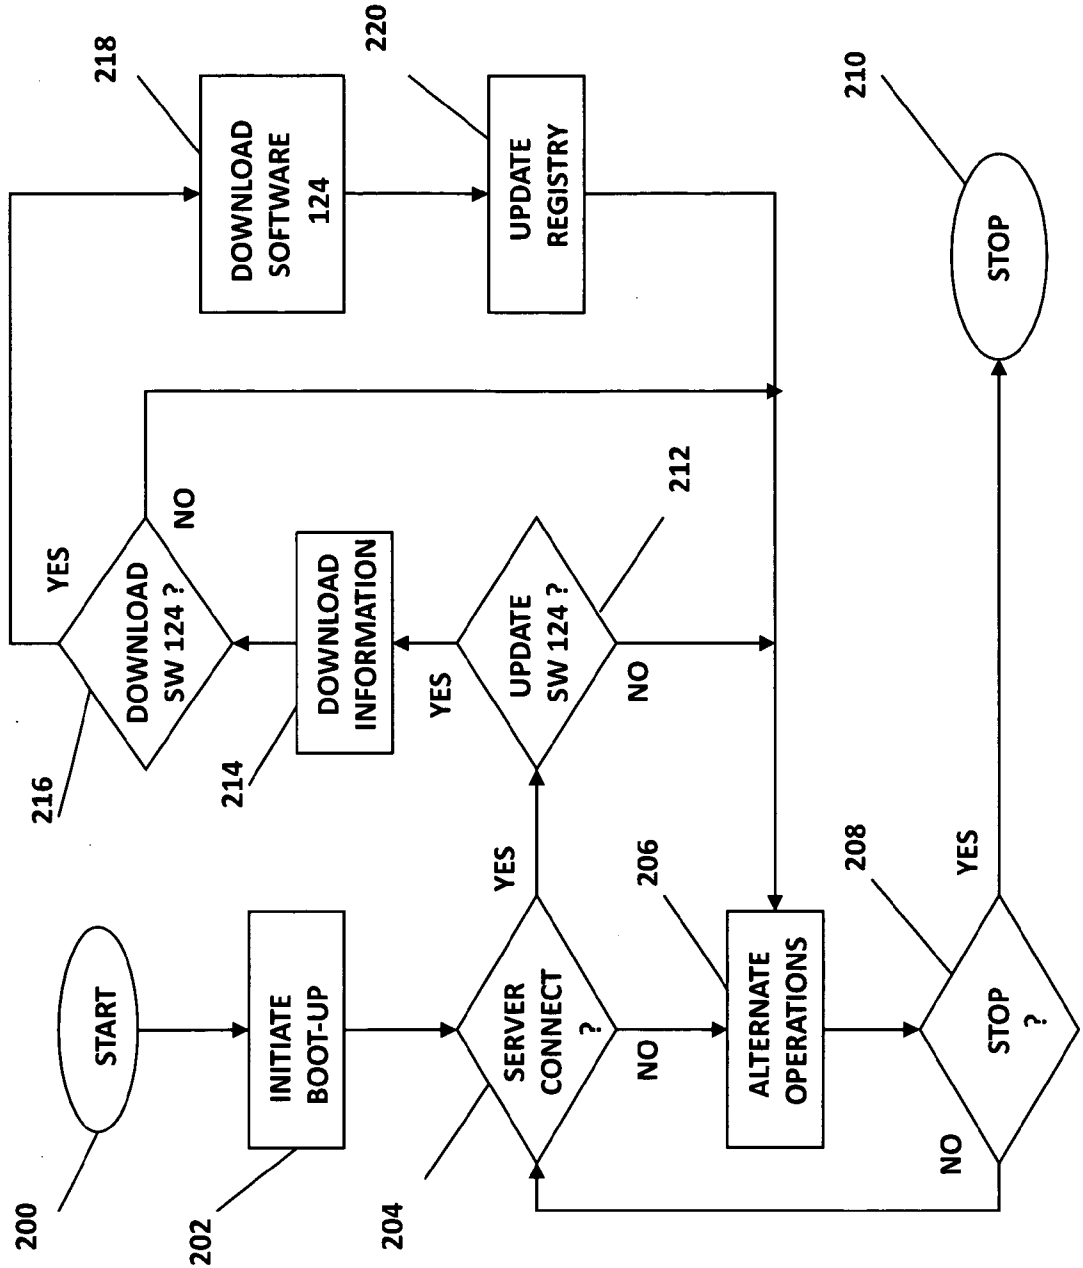 200
START
202
INITIATE
BOOT-UP
204
SERVER
CONNECT
?
YES
NO
206
ALTERNATE
OPERATIONS
208
STOP
?
NO
YES
210
STOP
212
UPDATE
SW 124 ?
YES
NO
214
DOWNLOAD
INFORMATION
216
DOWNLOAD
SW 124 ?
YES
NO
218
DOWNLOAD
SOFTWARE
124
220
UPDATE
REGISTRY